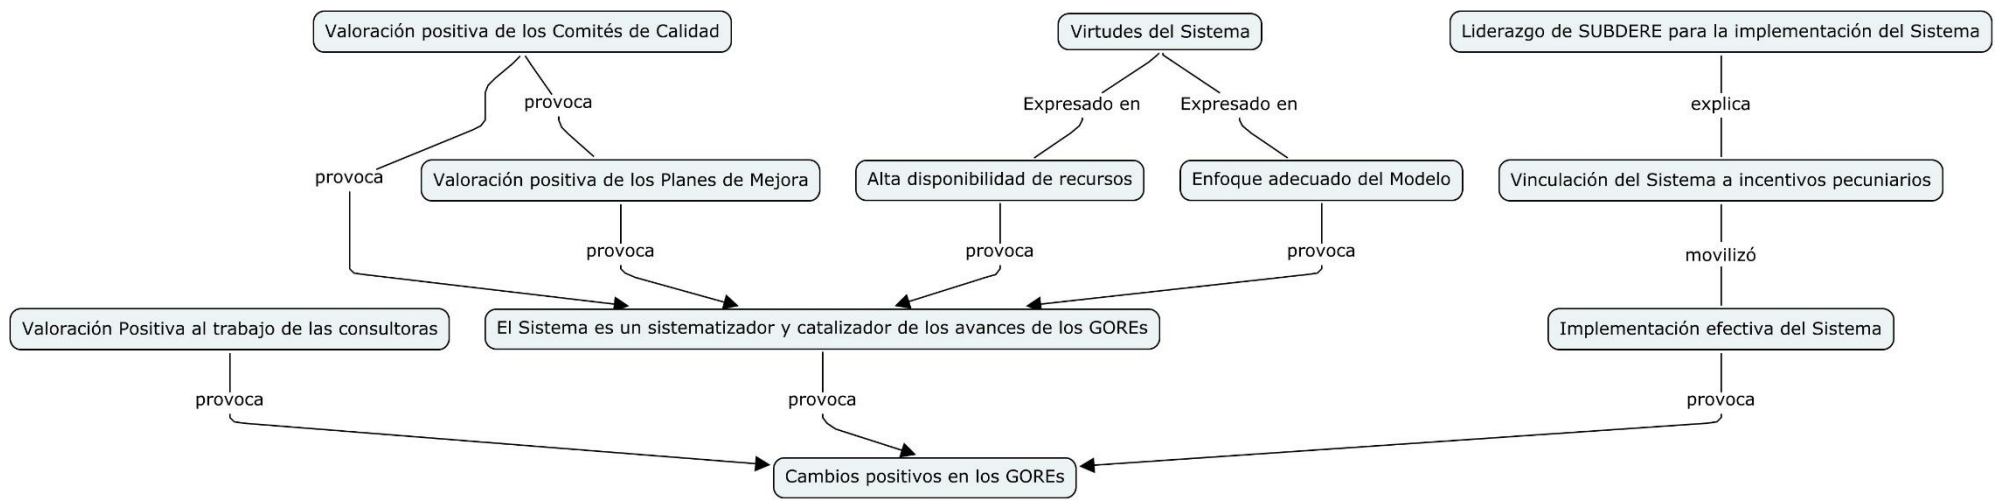 Valoración positiva de los Comités de Calidad
Virtudes del Sistema
Liderazgo de SUBDERE para la implementación del Sistema
provoca
Expresado en
Expresado en
explica
provoca
Valoración positiva de los Planes de Mejora
Alta disponibilidad de recursos
Enfoque adecuado del Modelo
Vinculación del Sistema a incentivos pecuniarios
provoca
provoca
provoca
movilizó
Valoración Positiva al trabajo de las consultoras
El Sistema es un sistematizador y catalizador de los avances de los GOREs
Implementación efectiva del Sistema
provoca
provoca
provoca
Cambios positivos en los GOREs